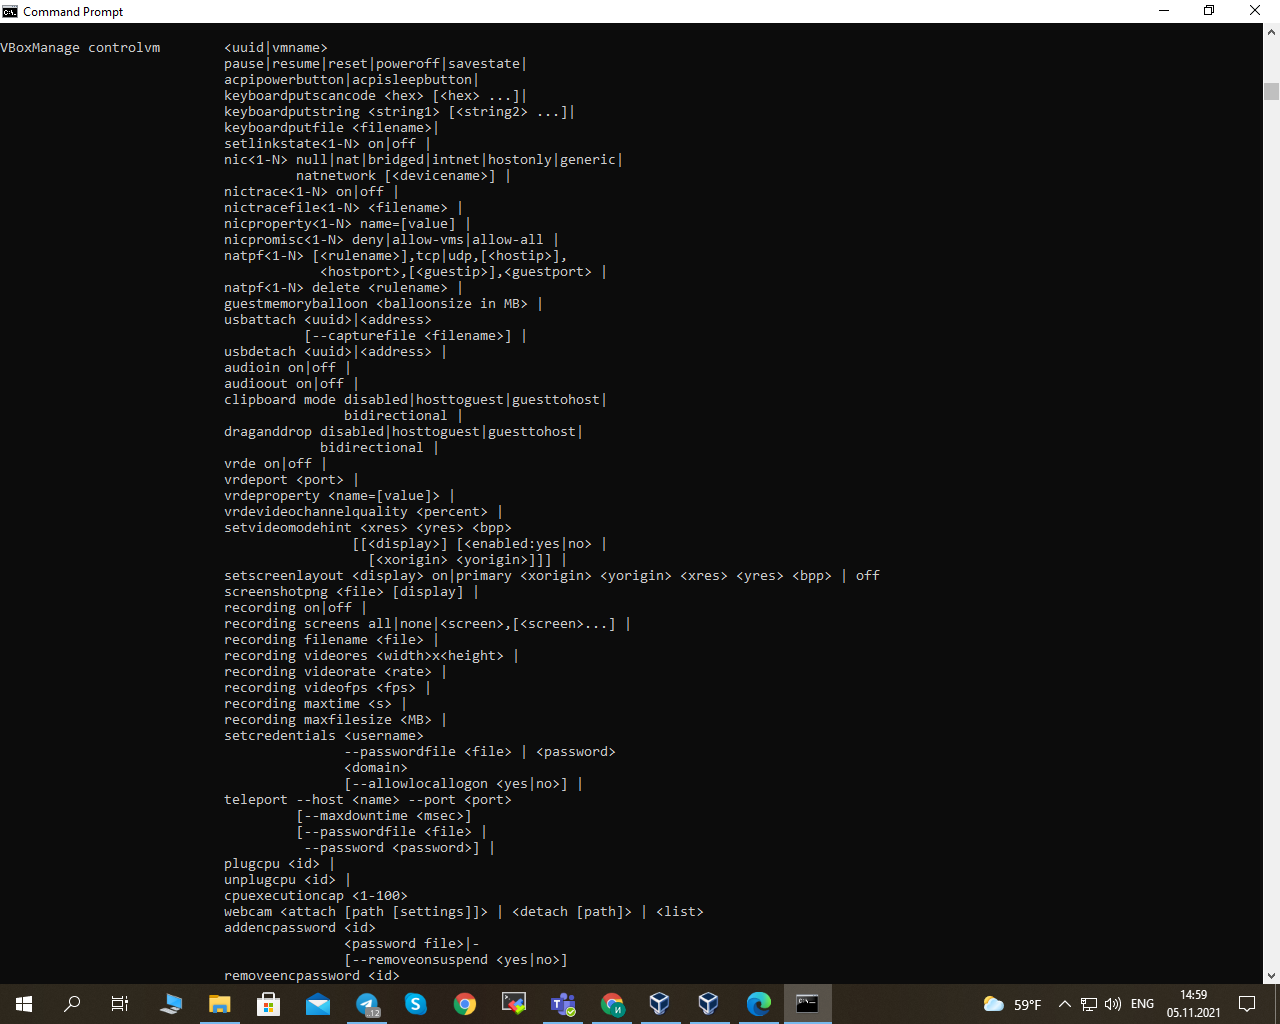 Command Prompt
VBoxManage controlvm <uuid|vmname>
pause|resume|reset|poweroff|savestate|
acpipowerbutton|acpisleepbutton|
keyboardputscancode <hex> [<hex> ...]|
keyboardputstring <string1> [<string2> ...]|
keyboardputfile <filename>|
setlinkstate<1-N> on|off |
nic<1-N> null|nat|bridged|intnet|hostonly|generic|
natnetwork [<devicename>] |
nictrace<1-N> on|off |
nictracefile<1-N> <filename> |
nicproperty<1-N> name=[value] |
nicpromisc<1-N> deny|allow-vms|allow-all |
natpf<1-N> [<rulename>],tcp|udp,[<hostip>],
<hostport>,[<guestip>],<guestport> |
natpf<1-N> delete <rulename> |
guestmemoryballoon <balloonsize in MB> |
usbattach <uuid>|<address>
[--capturefile <filename>] |
usbdetach <uuid>|<address> |
audioin on|off |
audioout on|off |
clipboard mode disabled|hosttoguest|guesttohost|
bidirectional |
draganddrop disabled|hosttoguest|guesttohost|
bidirectional |
vrde on|off |
vrdeport <port> |
vrdeproperty <name=[value]> |
vrdevideochannelquality <percent> |
setvideomodehint <xres> <yres> <bpp>
[[<display>] [<enabled:yes|no> |
[<xorigin> <yorigin>]]] |
setscreenlayout <display> on|primary <xorigin> <yorigin> <xres> <yres> <bpp> | off
screenshotpng <file> [display] |
recording on|off |
recording screens all|none|<screen>,[<screen>...] |
recording filename <file> |
recording videores <width>x<height> |
recording videorate <rate> |
recording videofps <fps> |
recording maxtime <s> |
recording maxfilesize <MB> |
setcredentials <username>
--passwordfile <file> | <password>
<domain>
[--allowlocallogon <yes|no>] |
teleport --host <name> --port <port>
[--maxdowntime <msec>]
[--passwordfile <file> |
--password <password>] |
plugcpu <id> |
unplugcpu <id> |
cpuexecutioncap <1-100>
webcam <attach [path [settings]]> | <detach [path]> | <list>
addencpassword <id>
<password file>|-
[--removeonsuspend <yes|no>]
removeencpassword <id>
59°F
ENG
14:59
05.11.2021